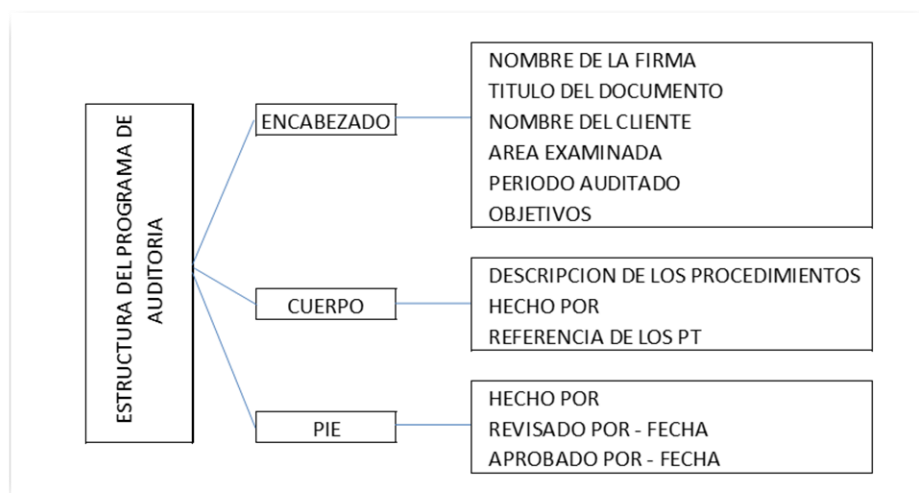 ESTRUCTURA DEL PROGRAMA DE
AUDITORIA
ENCABEZADO
NOMBRE DE LA FIRMA
TITULO DEL DOCUMENTO
NOMBRE DEL CLIENTE
AREA EXAMINADA
PERIODO AUDITADO
OBJETIVOS
CUERPO
DESCRIPCION DE LOS PROCEDIMIENTOS
HECHO POR
REFERENCIA DE LOS PT
PIE
HECHO POR
REVISADO POR - FECHA
APROBADO POR - FECHA